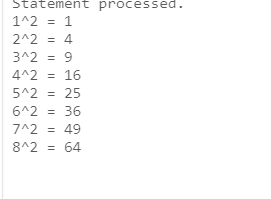 Statement processed.
1^2 = 1
2^2 = 4
3^2 = 9
4^2 = 16
5^2 = 25
6^2 = 36
7^2 = 49
8^2 = 64